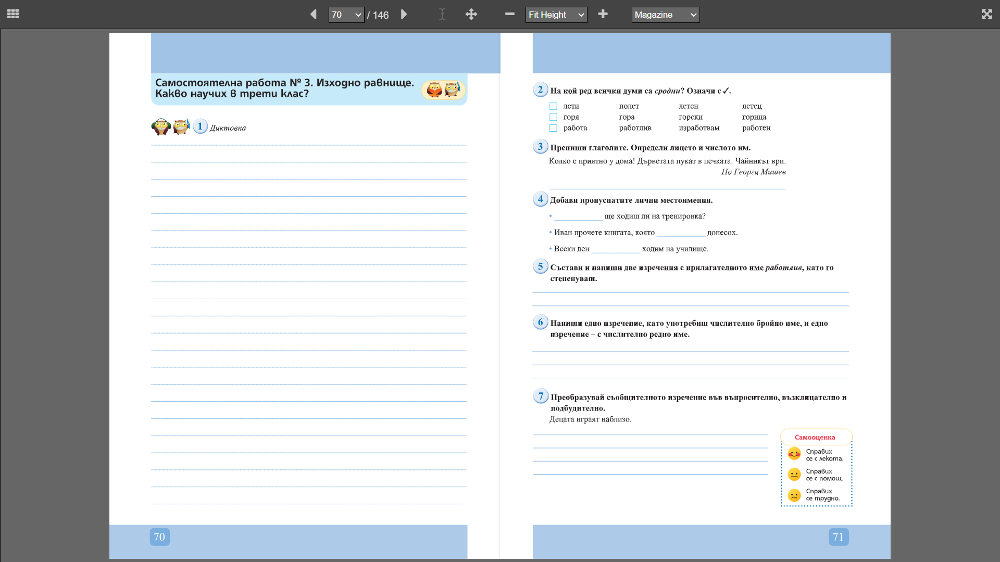 70 / 146 Fit Height Magazine
Самостоятелна работа № 3. Изходно равнище.
Какво научих в трети клас?
1 Диктовка
70
2 На кой ред всички думи са сродни? Означи с ✓.
лети полет летен летец
горя гора горски горица
работа работлив изработвам работен
3 Препиши глаголите. Определи лицето и числото им.
Колко е приятно у дома! Дърветата пукат в печката. Чайникът ври.
По Георги Мишев
4 Добави пропуснатите лични местоимения.
• ____________ ще ходиш ли на тренировка?
• Иван прочете книгата, която ____________ донесох.
• Всеки ден ____________ ходим на училище.
5 Състави и напиши две изречения с прилагателното име работлив, като го
степенуваш.
6 Напиши едно изречение, като употребиш числително бройно име, и едно
изречение – с числително редно име.
7 Преобразувай съобщителното изречение във въпросително, възклицателно и
подбудително.
Децата играят наблизо.
Самооценка
Справих
се с лекота.
Справих
се с помощ.
Справих
се трудно.
71